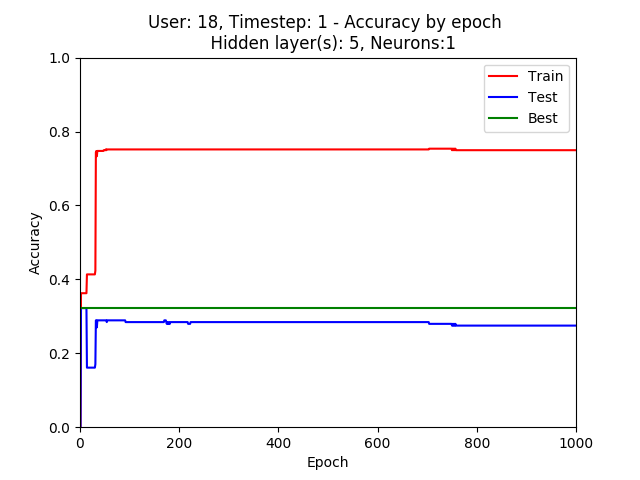 User: 18, Timestep: 1 - Accuracy by epoch
Hidden layer(s): 5, Neurons:1
1.0
0.8
0.6
0.4
0.2
0.0
Accuracy
Train
Test
Best
0 200 400 600 800 1000
Epoch